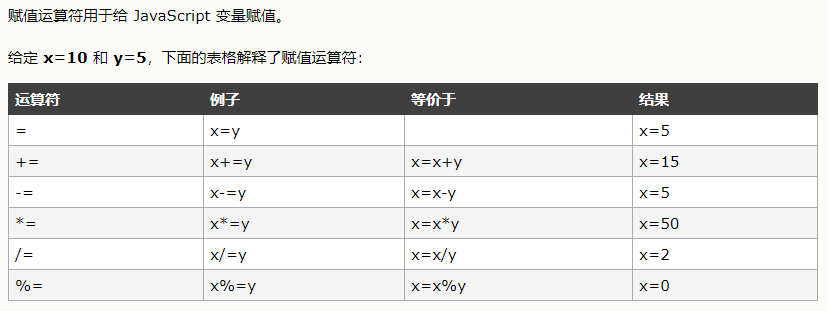 赋值运算符用于给 JavaScript 变量赋值。
给定 x=10 和 y=5，下面的表格解释了赋值运算符：
运算符 例子 等价于 结果
= x=y x=5
+= x+=y x=x+y x=15
-= x-=y x=x-y x=5
*= x*=y x=x*y x=50
/= x/=y x=x/y x=2
%= x%=y x=x%y x=0